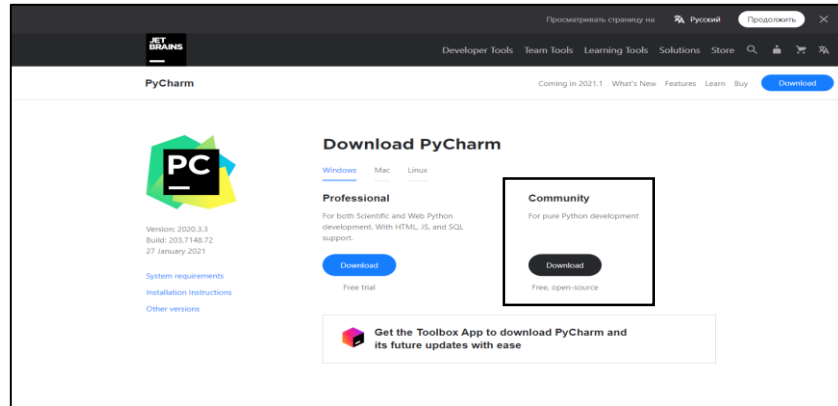 Просматривать страницу на Русский Продолжить
JET
BRAINS
Developer Tools Team Tools Learning Tools Solutions Store
PyCharm
Coming in 2021.1 What's New Features Learn Buy Download
PC
Version: 2020.3.3
Build: 203.7148.72
27 January 2021
System requirements
Installation Instructions
Other versions
Download PyCharm
Windows Mac Linux
Professional
For both Scientific and Web Python
development. With HTML, JS, and SQL
support.
Download
Free trial
Community
For pure Python development
Download
Free, open-source
Get the Toolbox App to download PyCharm and
its future updates with ease